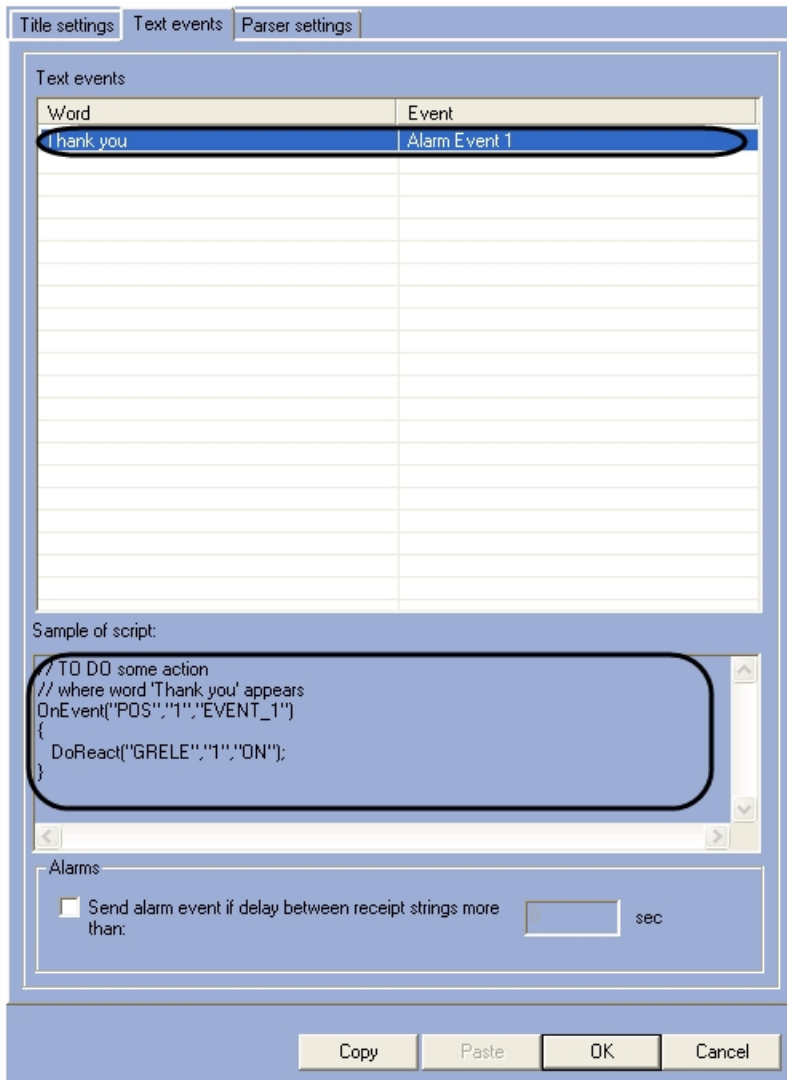 Title settings Text events Parser settings
Text events
Word Event
Thank you Alarm Event 1
Sample of script:
// TO DO some action
// where word 'Thank you' appears
OnEvent("POS","1","EVENT_1")
{
DoReact("GRELE","1","ON");
}
Alarms
Send alarm event if delay between receipt strings more
than:
0 sec
Copy Paste OK Cancel